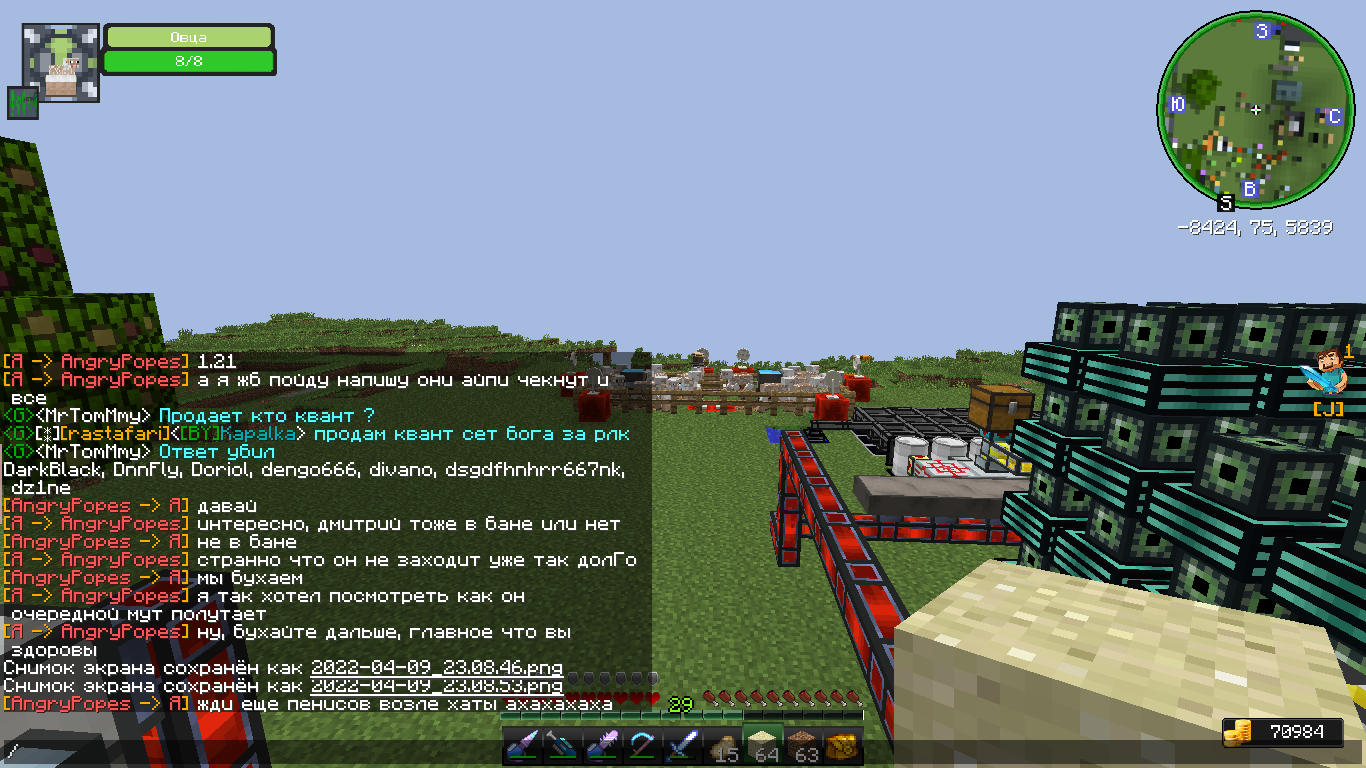 Овца
8/8
З
Ю
С
В
5
-8424, 75, 5839
1
[J]
[Я -> AngryPopes] 1.21
[Я -> AngryPopes] а я жб пойду напишу они айпи чекнут и
все
<G><MrTomMmy> Продает кто квант ?
<G>[*][rastafari]<[BY]Kapalka> продам квант сет бога за рлк
<G><MrTomMmy> Ответ убил
DarkBlack, DnnFly, Doriol, dengo666, divano, dsgdfhnhrr667nk,
dz1ne
[AngryPopes -> Я] давай
[Я -> AngryPopes] интересно, дмитрий тоже в бане или нет
[AngryPopes -> Я] не в бане
[Я -> AngryPopes] странно что он не заходит уже так долГо
[AngryPopes -> Я] мы бухаем
[Я -> AngryPopes] я так хотел посмотреть как он
очередной мут полутает
[Я -> AngryPopes] ну, бухайте дальше, главное что вы
здоровы
Снимок экрана сохранён как 2022-04-09_23.08.46.png
Снимок экрана сохранён как 2022-04-09_23.08.53.png
[AngryPopes -> Я] жди еще пенисов возле хаты ахахахаха
29
15 64 63
70984
/